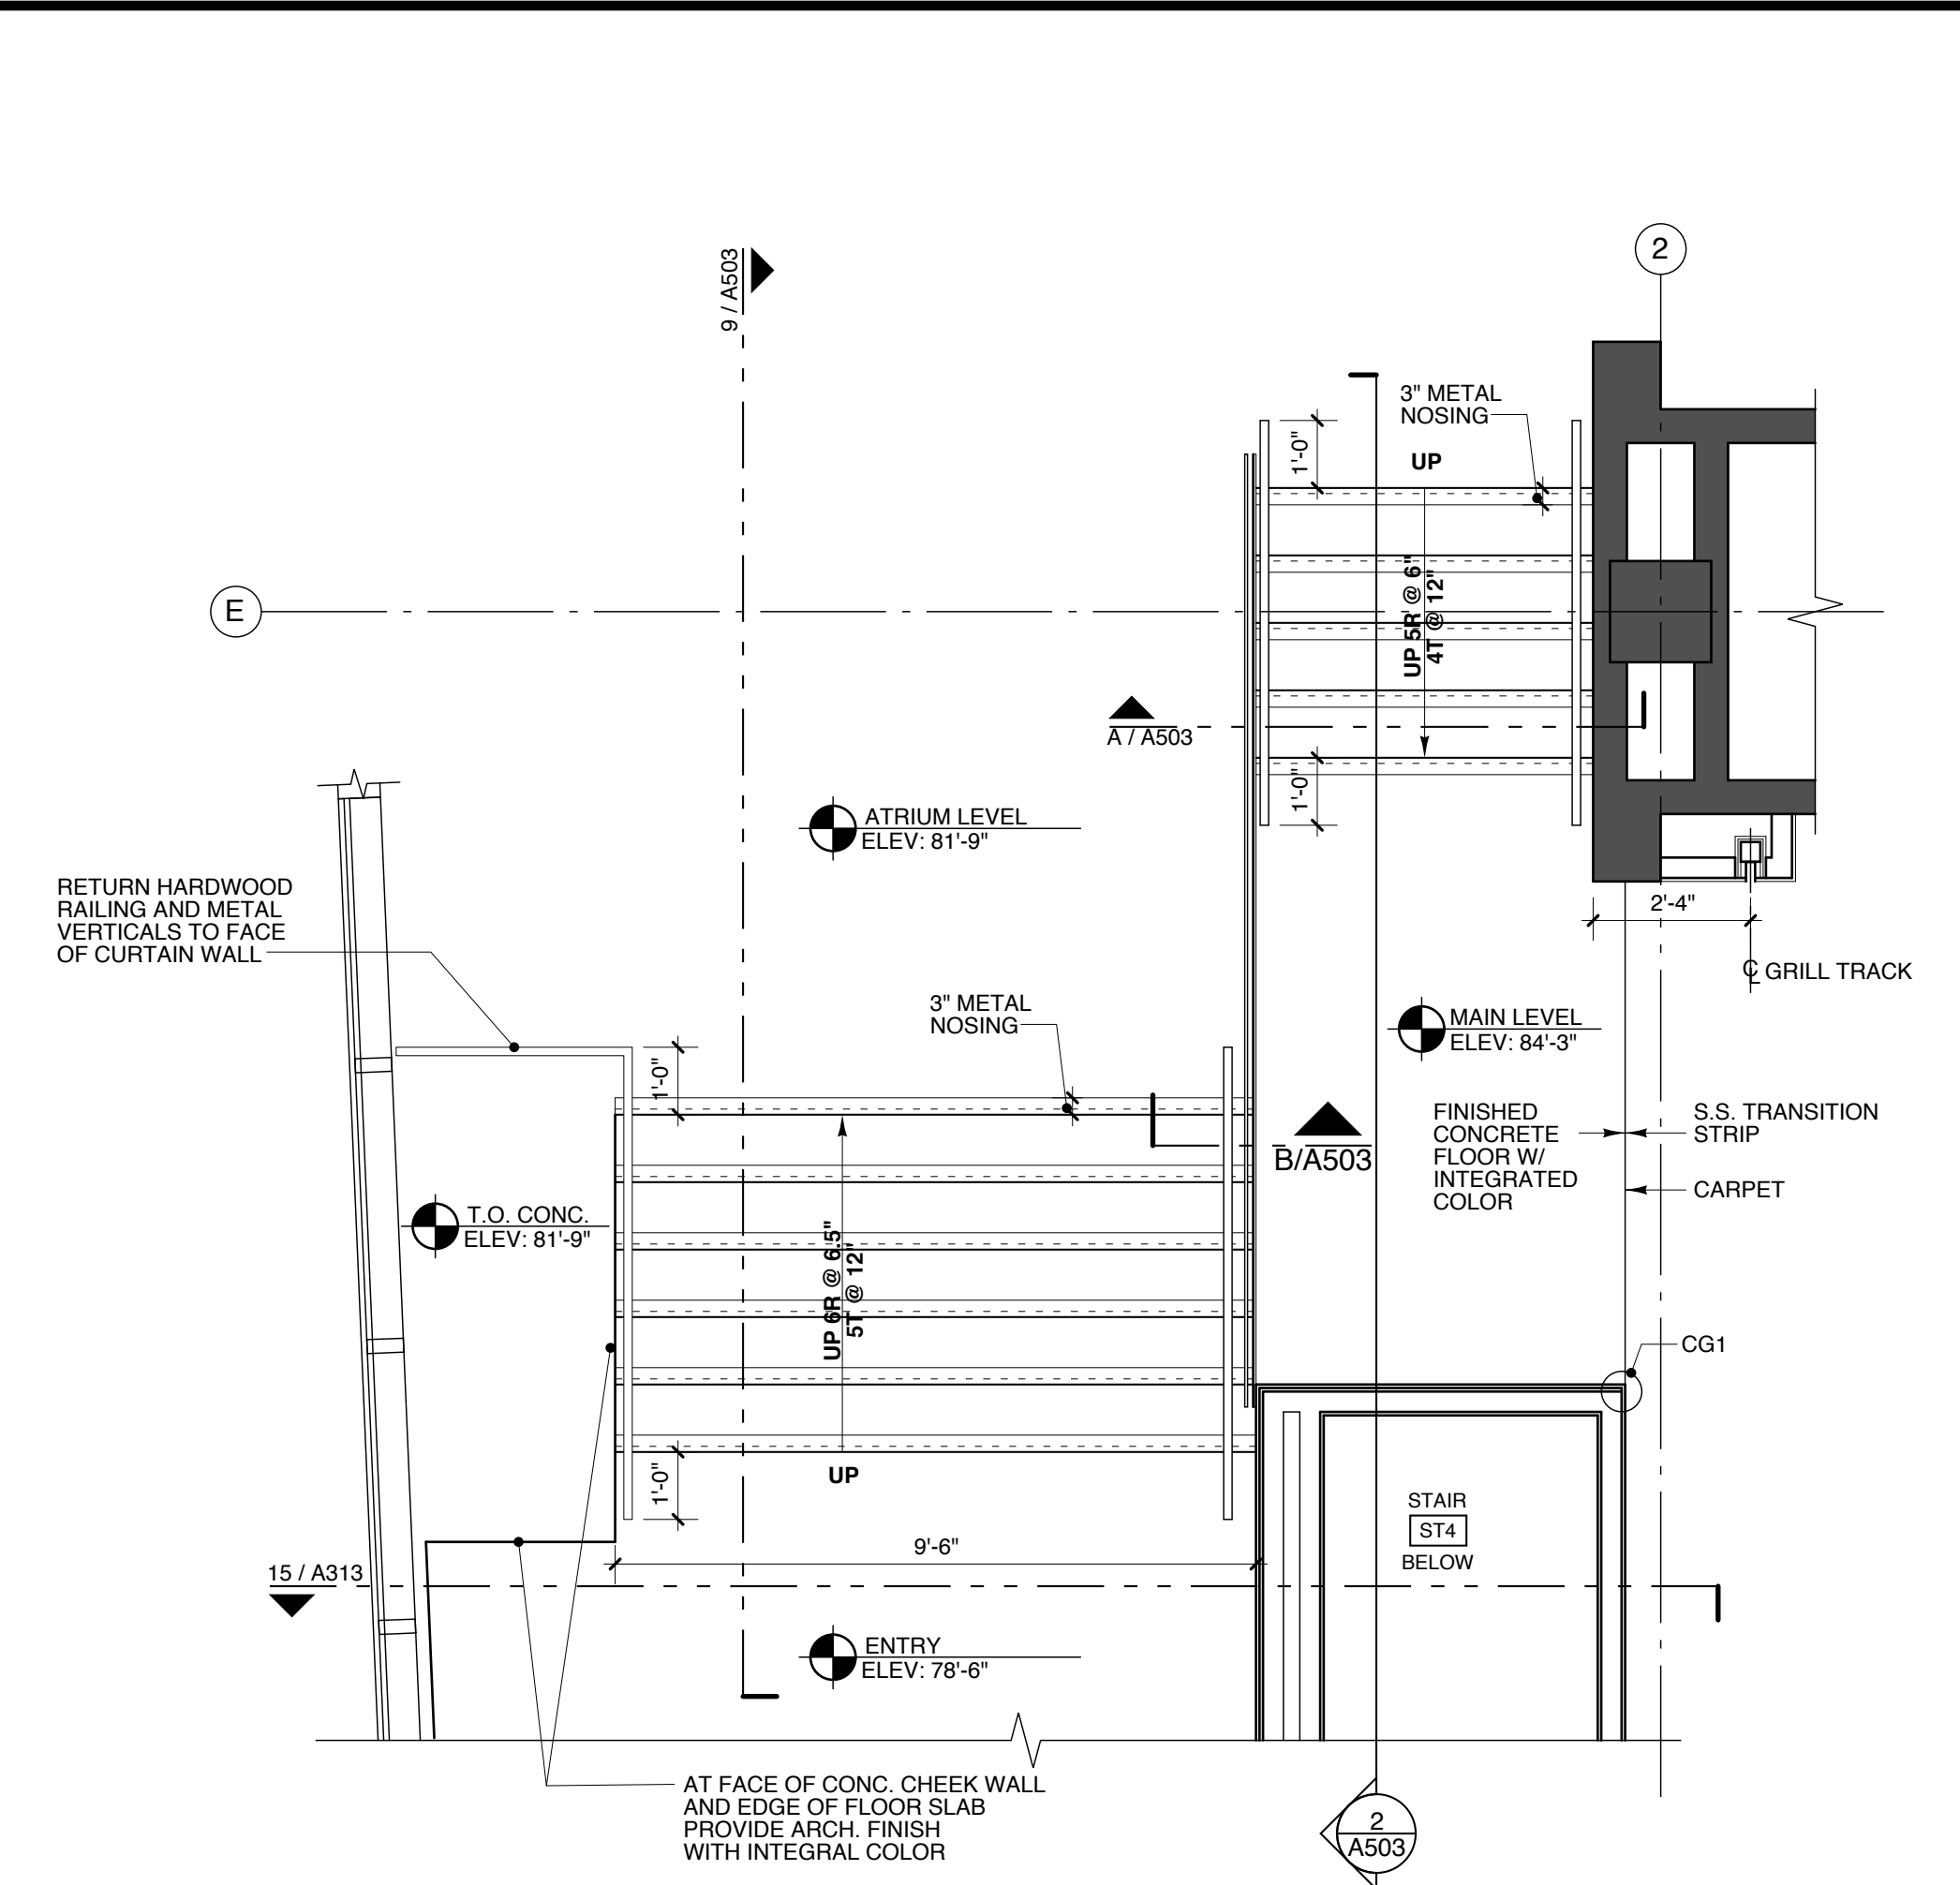 2
9 / A503
3" METAL
NOSING
1'-0"
UP
E
UP 5R @ 6"
4T @ 12"
A / A503
1'-0"
ATRIUM LEVEL
ELEV: 81'-9"
RETURN HARDWOOD
RAILING AND METAL
VERTICALS TO FACE
OF CURTAIN WALL
2'-4"
℄ GRILL TRACK
3" METAL
NOSING
MAIN LEVEL
ELEV: 84'-3"
1'-0"
FINISHED
CONCRETE
FLOOR W/
INTEGRATED
COLOR
S.S. TRANSITION
STRIP
B/A503
CARPET
T.O. CONC.
ELEV: 81'-9"
UP 6R @ 6.5"
5T @ 12"
CG1
UP
1'-0"
STAIR
ST4
BELOW
9'-6"
15 / A313
ENTRY
ELEV: 78'-6"
AT FACE OF CONC. CHEEK WALL
AND EDGE OF FLOOR SLAB
PROVIDE ARCH. FINISH
WITH INTEGRAL COLOR
2
A503